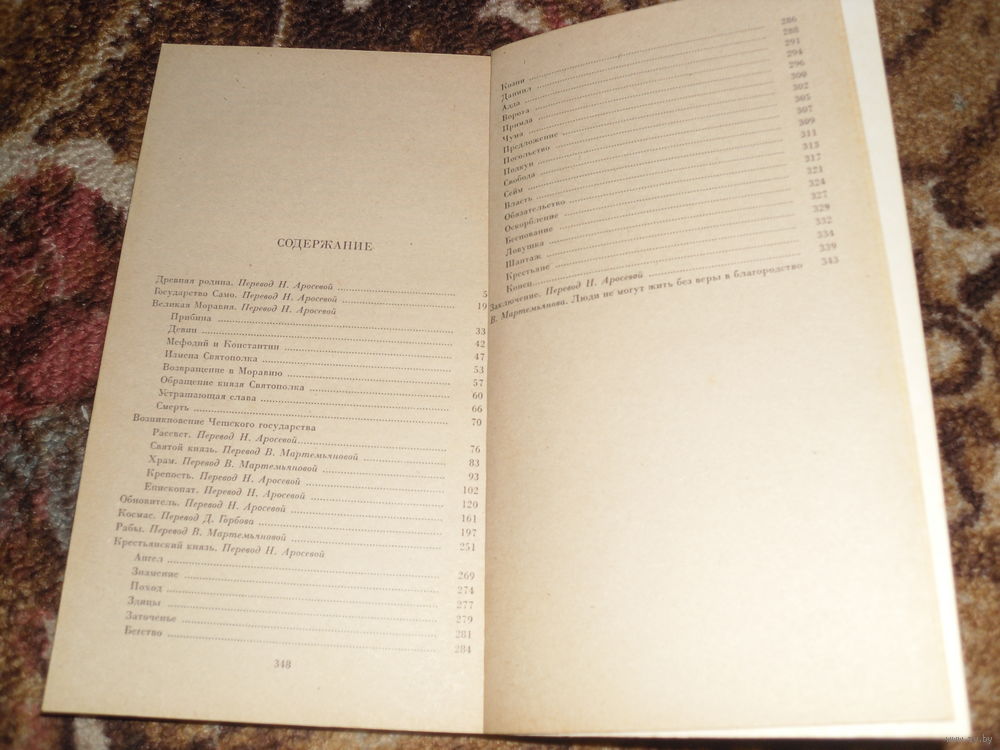 СОДЕРЖАНИЕ
Древняя родина. Перевод Н. Аросевой 5
Государство Само. Перевод Н. Аросевой 19
Великая Моравия. Перевод Н. Аросевой
Прибина 33
Девин 42
Мефодий и Константин 47
Измена Святополка 53
Возвращение в Моравию 57
Обращение князя Святополка 60
Устрашающая слава 66
Смерть 70
Возникновение Чешского государства
Рассвет. Перевод Н. Аросевой 76
Святой князь. Перевод В. Мартемьяновой 83
Храм. Перевод В. Мартемьяновой 93
Крепость. Перевод Н. Аросевой 102
Епископат. Перевод Н. Аросевой 120
Обновитель. Перевод Н. Аросевой 161
Космас. Перевод Д. Горбова 197
Рабы. Перевод В. Мартемьяновой 251
Крестьянский князь. Перевод Н. Аросевой
Ангел 269
Знамение 274
Поход 277
Злицы 279
Заточенье 281
Бегство 284
348
Козни 286
Даниил 288
Алла 291
Ворота 294
Примда 296
Чума 300
Предложение 302
Посольство 305
Полкун 307
Свобода 309
Сейм 311
Власть 313
Обязательство 317
Оскорбление 321
Беснование 324
Ловушка 327
Шантаж 329
Крестьяне 332
Конец 334
Заключение. Перевод Н. Аросевой 339
В. Мартемьянова. Люди не могут жить без веры в благородство 343